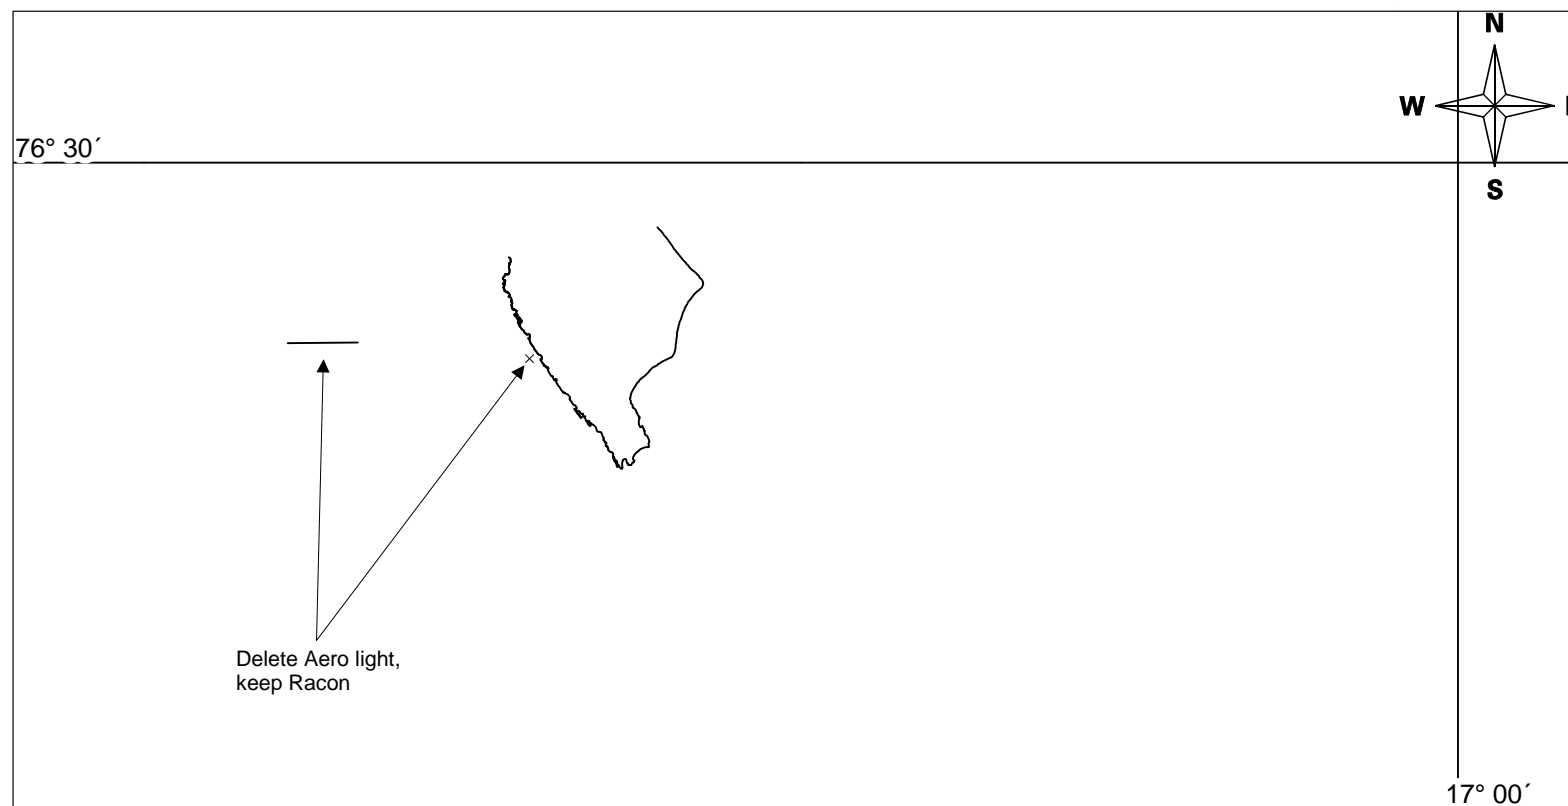 N
76° 30´
W
S
Delete Aero light,
keep Racon
17° 00´